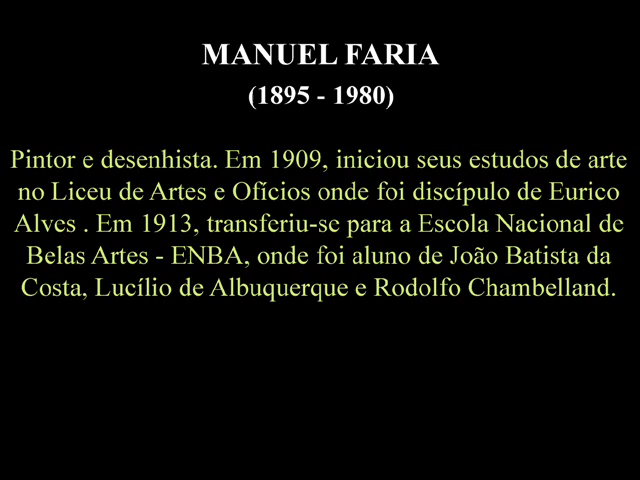 MANUEL FARIA
(1895 - 1980)
Pintor e desenhista. Em 1909, iniciou seus estudos de arte
no Liceu de Artes e Ofícios onde foi discípulo de Eurico
Alves . Em 1913, transferiu-se para a Escola Nacional de
Belas Artes - ENBA, onde foi aluno de João Batista da
Costa, Lucílio de Albuquerque e Rodolfo Chambelland.